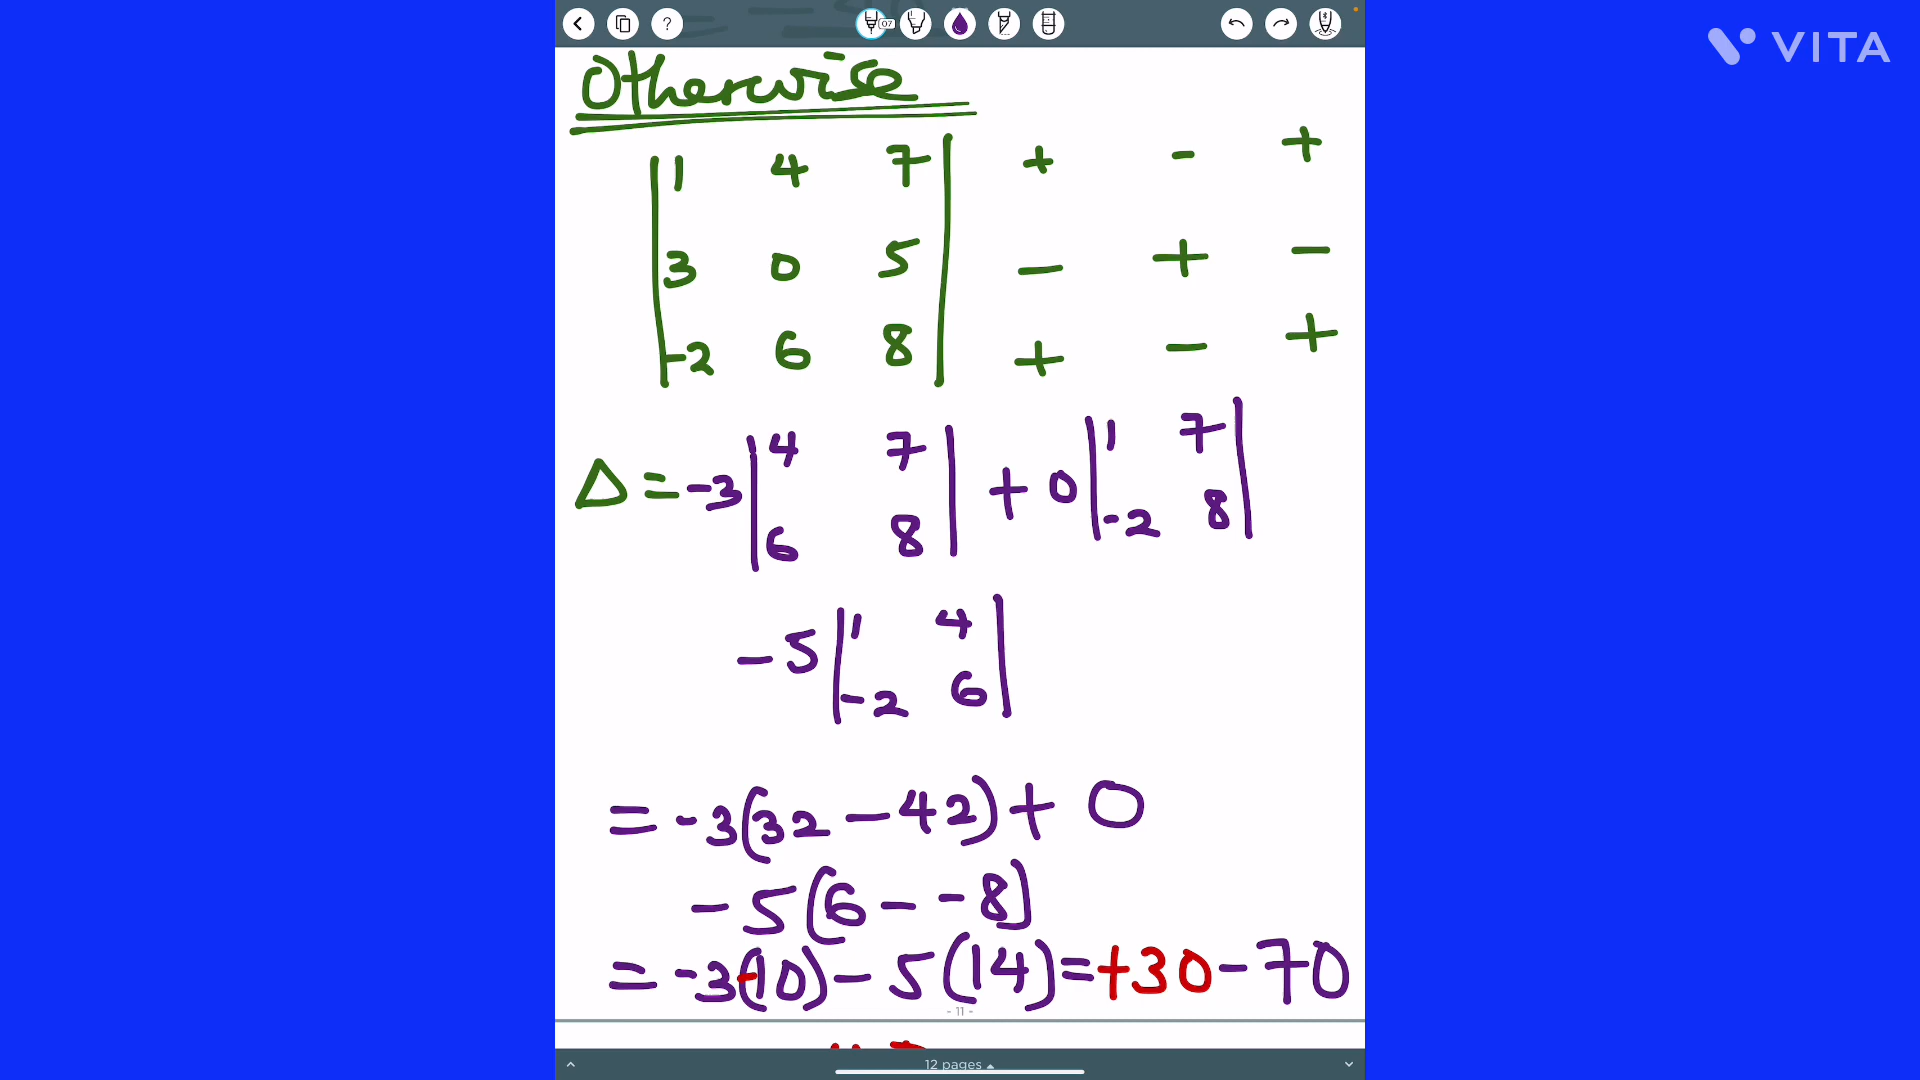 ? 07
VITA
Otherwise
| 1 4 7 | + - +
| 3 0 5 | - + -
| -2 6 8 | + - +
Δ = -3 | 4 7 | + 0 | 1 7 |
| 6 8 | | -2 8 |
- 5 | 1 4 |
| -2 6 |
= -3(32 - 42) + 0
- 5(6 - -8)
= -3(-10) - 5(14) = +30 - 70
- 11 -
12 pages